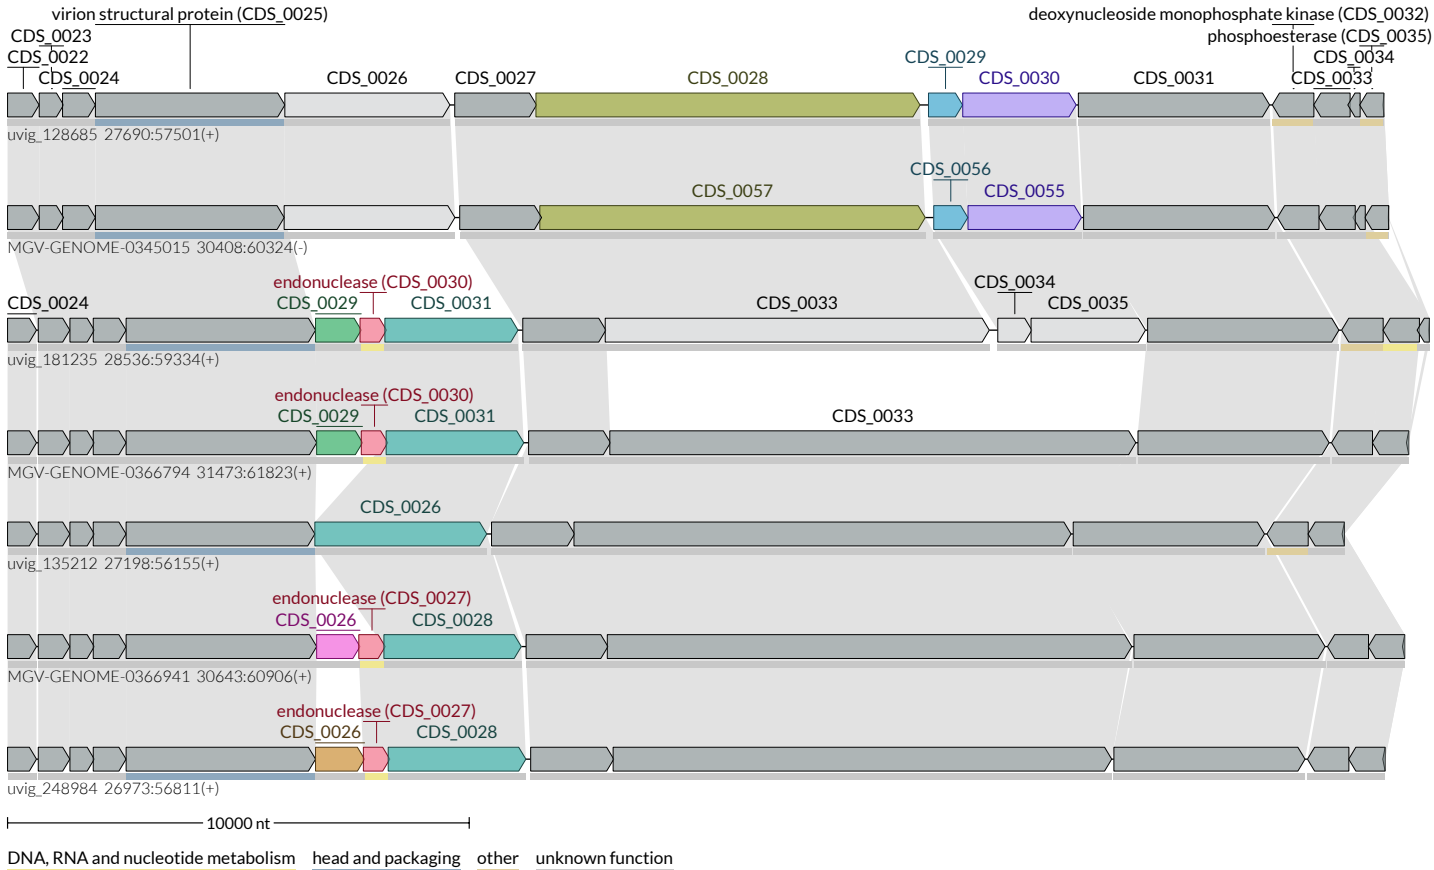 virion structural protein (CDS_0025)
deoxynucleoside monophosphate kinase (CDS_0032)
CDS_0023
phosphoesterase (CDS_0035)
CDS_0022
CDS_0029
CDS_0034
CDS_0024
CDS_0026
CDS_0027
CDS_0028
CDS_0030
CDS_0031
CDS_0033
uvig_128685 27690:57501(+)
CDS_0056
CDS_0057
CDS_0055
MGV-GENOME-0345015 30408:60324(-)
endonuclease (CDS_0030)
CDS_0034
CDS_0024
CDS_0029
CDS_0031
CDS_0033
CDS_0035
uvig_181235 28536:59334(+)
endonuclease (CDS_0030)
CDS_0029
CDS_0031
CDS_0033
MGV-GENOME-0366794 31473:61823(+)
CDS_0026
uvig_135212 27198:56155(+)
endonuclease (CDS_0027)
CDS_0026
CDS_0028
MGV-GENOME-0366941 30643:60906(+)
endonuclease (CDS_0027)
CDS_0026
CDS_0028
uvig_248984 26973:56811(+)
10000 nt
DNA, RNA and nucleotide metabolism head and packaging other unknown function